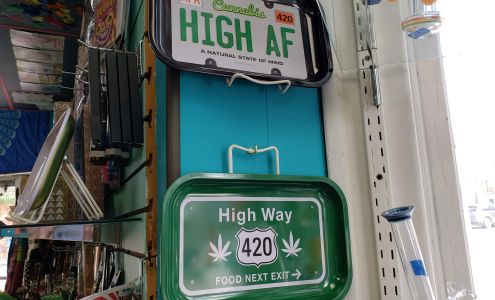 Cannabis
420
HIGH AF
A NATURAL STATE OF MIND
High Way
420
FOOD NEXT EXIT →